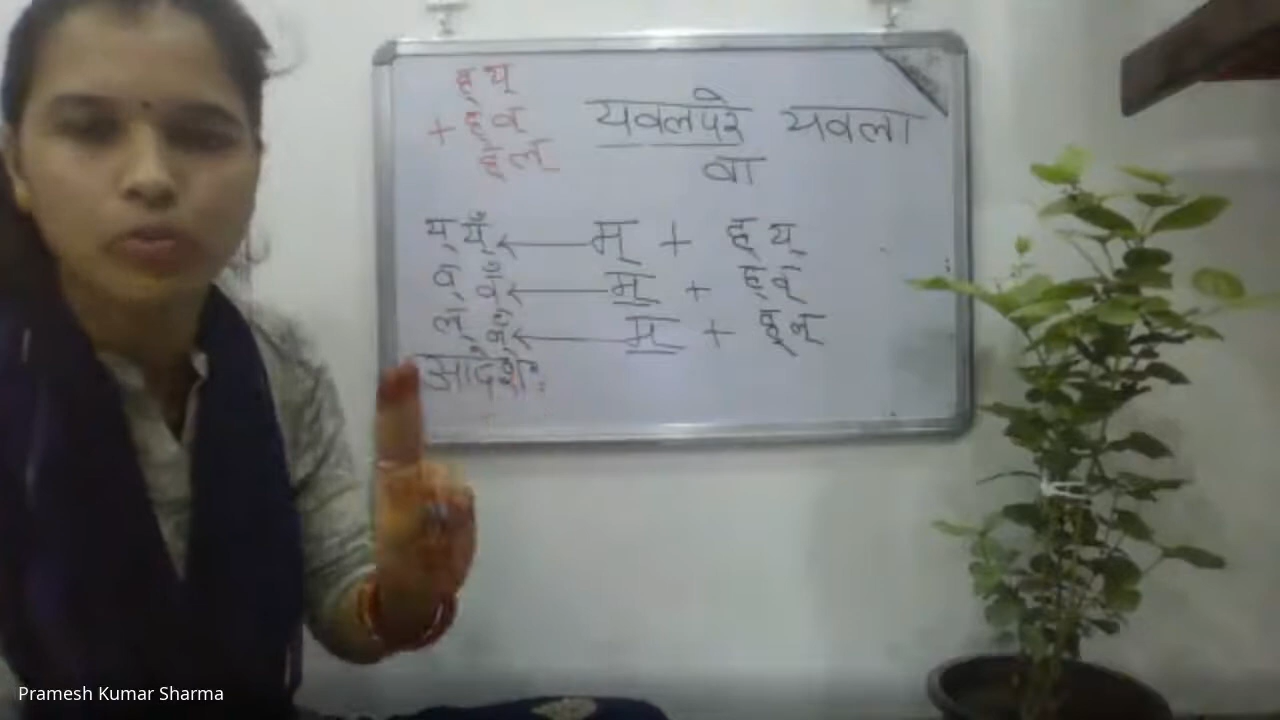 ह् य्
+ ह् व्
ह् ल्
यवलपरे यवला
वा
य् यँ् ← म् + ह् य्
व् वँ् ← म् + ह् व्
ल् ← म् + ह्
आदेशः
Pramesh Kumar Sharma